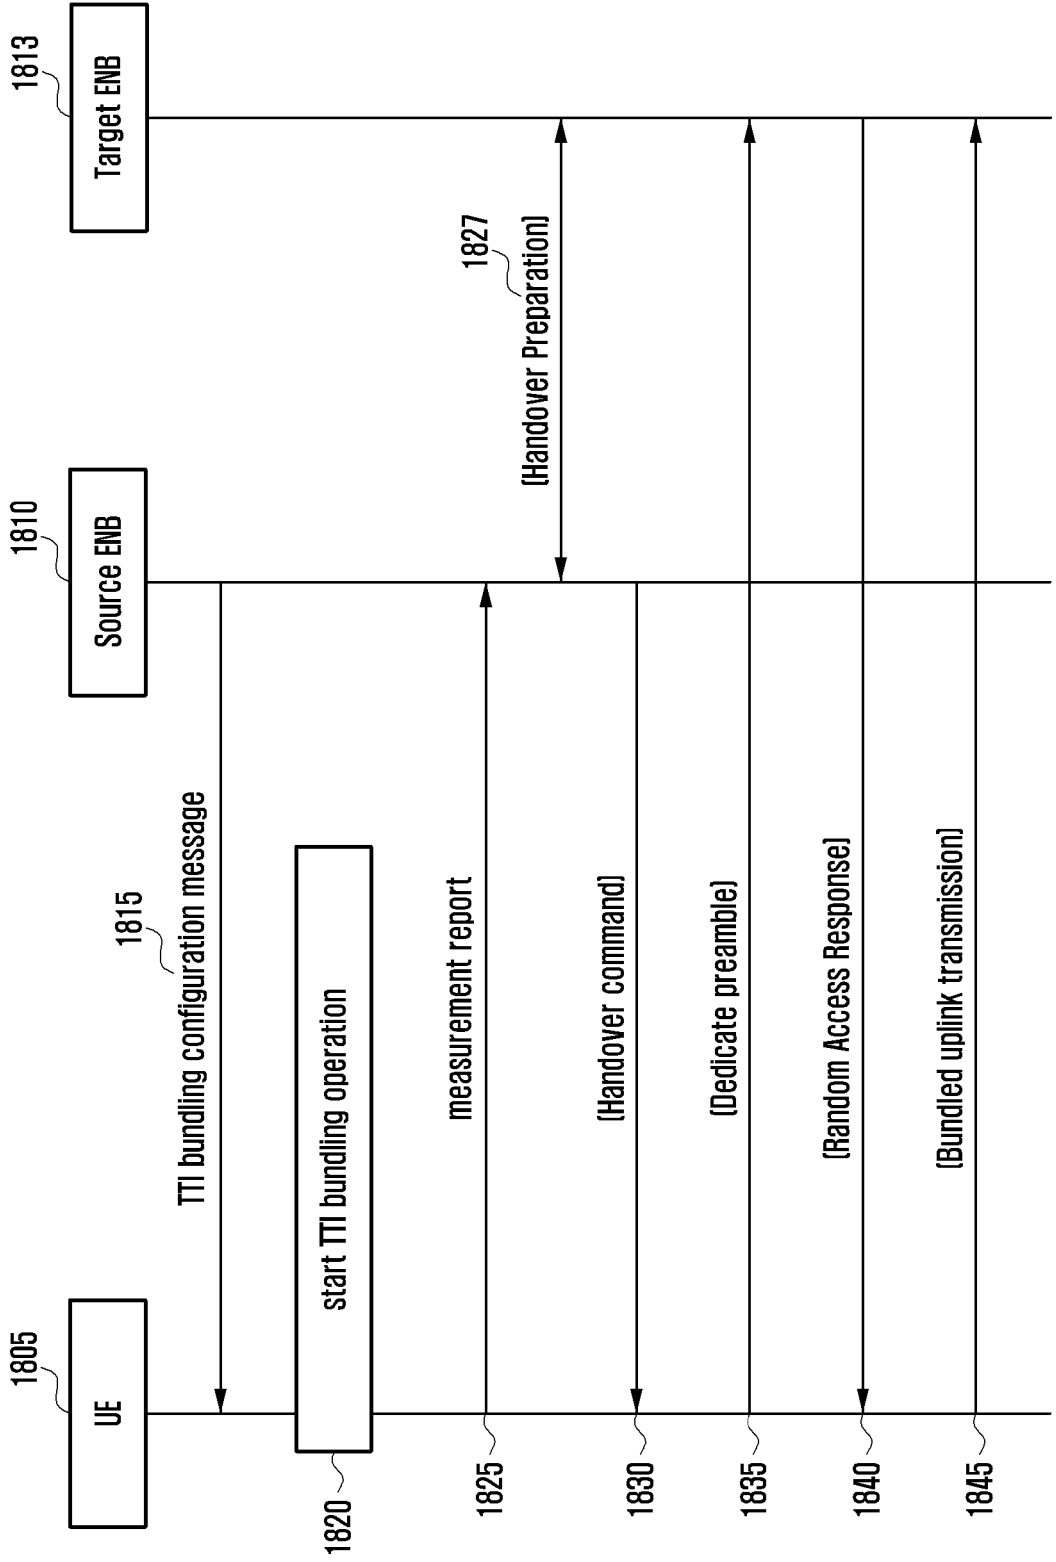 1805
UE
1810
Source ENB
1813
Target ENB
1815
TTI bundling configuration message
1820
start TTI bundling operation
1825
measurement report
1827
(Handover Preparation)
1830
(Handover command)
1835
(Dedicate preamble)
1840
(Random Access Response)
1845
(Bundled uplink transmission)